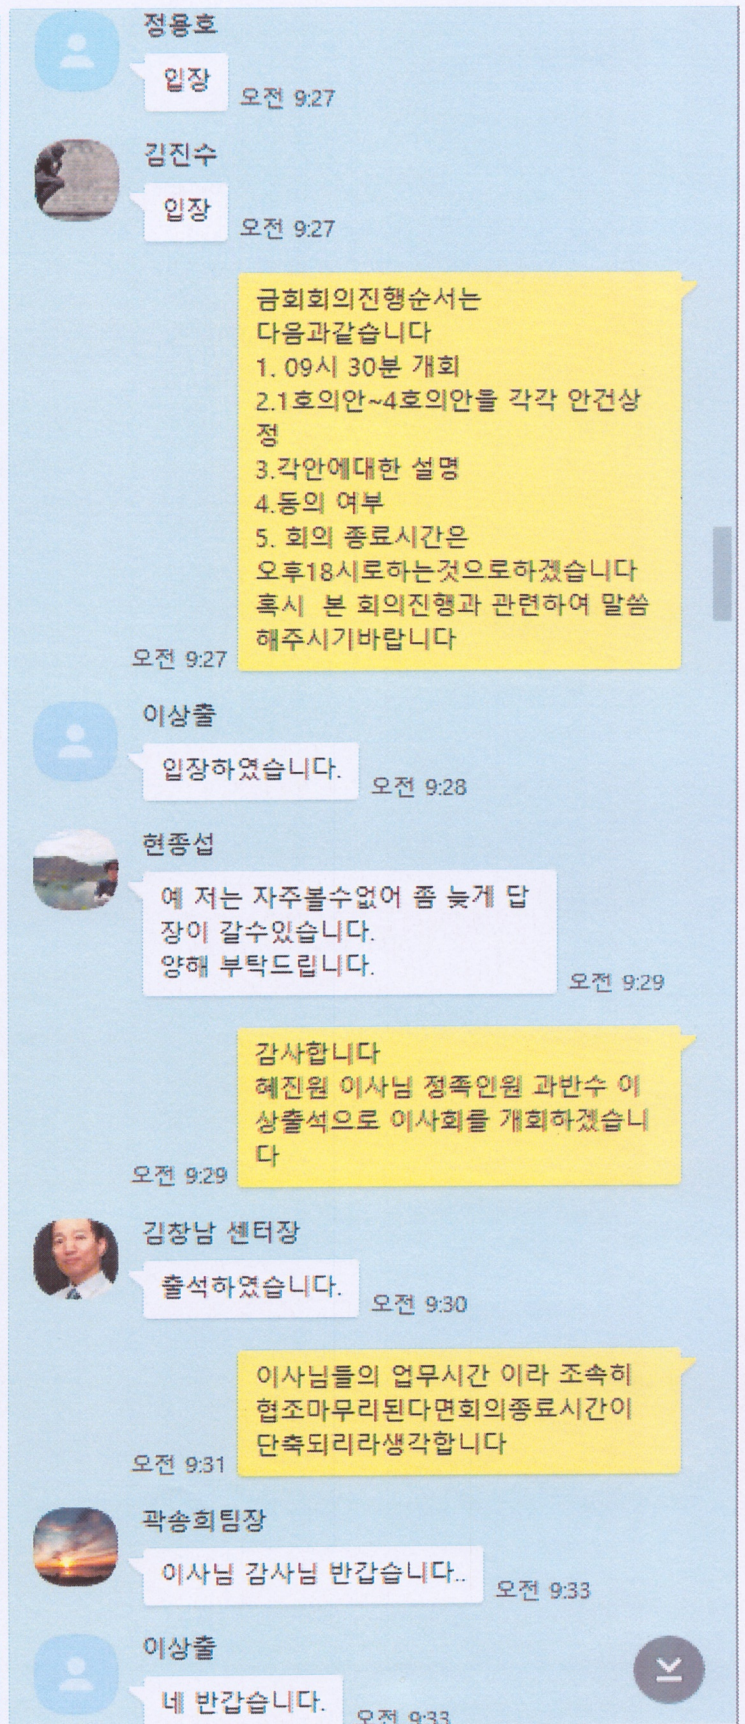 정용호
입장
오전 9:27
김진수
입장
오전 9:27
금회회의진행순서는
다음과같습니다
1. 09시 30분 개회
2.1호의안~4호의안을 각각 안건상
정
3.각안에대한 설명
4.동의 여부
5. 회의 종료시간은
오후18시로하는것으로하겠습니다
혹시 본 회의진행과 관련하여 말씀
해주시기바랍니다
오전 9:27
이상출
입장하였습니다.
오전 9:28
현종섭
예 저는 자주볼수없어 좀 늦게 답
장이 갈수있습니다.
양해 부탁드립니다.
오전 9:29
감사합니다
혜진원 이사님 정족인원 과반수 이
상출석으로 이사회를 개회하겠습니
다
오전 9:29
김창남 센터장
출석하였습니다.
오전 9:30
이사님들의 업무시간 이라 조속히
협조마무리된다면회의종료시간이
단축되리라생각합니다
오전 9:31
곽송희팀장
이사님 감사님 반갑습니다..
오전 9:33
이상출
네 반갑습니다.
오전 9:33